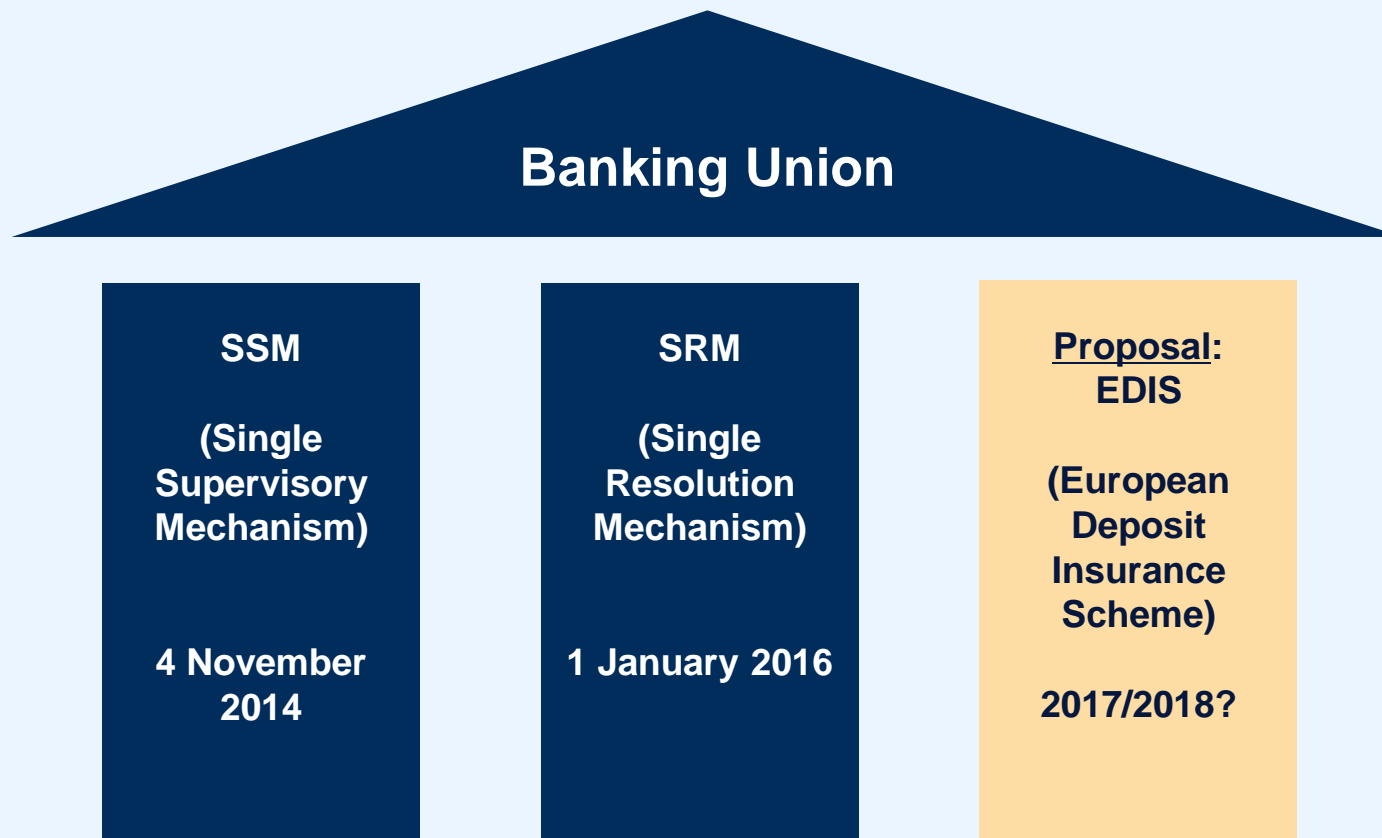 Banking Union
SSM
(Single
Supervisory
Mechanism)
4 November
2014
SRM
(Single
Resolution
Mechanism)
1 January 2016
Proposal:
EDIS
(European
Deposit
Insurance
Scheme)
2017/2018?